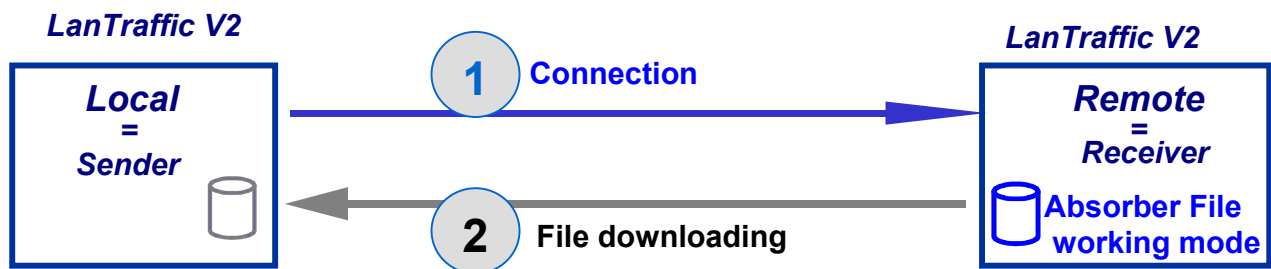 LanTraffic V2
Local
=
Sender
1
Connection
2
File downloading
LanTraffic V2
Remote
=
Receiver
Absorber File
working mode